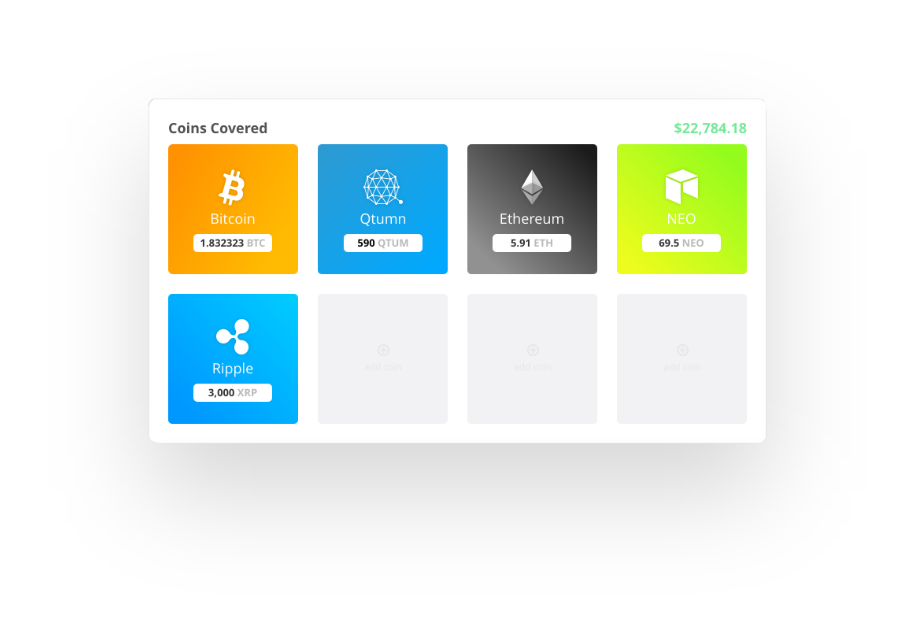 Coins Covered
$22,784.18
Bitcoin
Qtumn
Ethereum
NEO
1.832323 BTC
590 QTUM
5.91 ETH
69.5 NEO
Ripple
3,000 XRP
add coin
add coin
add coin